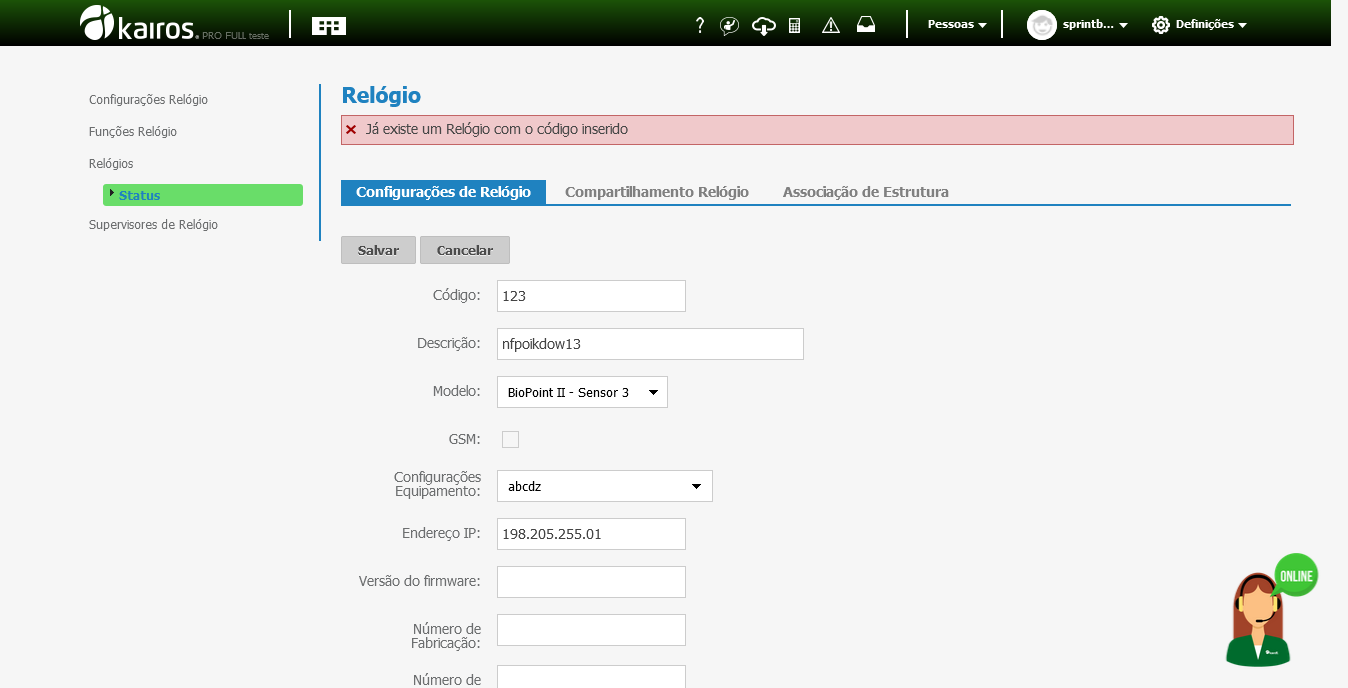 kairos. PRO FULL teste
?
Pessoas
sprintb...
Definições
Configurações Relógio
Funções Relógio
Relógios
Status
Supervisores de Relógio
Relógio
Já existe um Relógio com o código inserido
Configurações de Relógio
Compartilhamento Relógio
Associação de Estrutura
Salvar
Cancelar
Código: 123
Descrição: nfpoikdow13
Modelo: BioPoint II - Sensor 3
GSM:
Configurações
Equipamento: abcdz
Endereço IP: 198.205.255.01
Versão do firmware:
Número de
Fabricação:
Número de
ONLINE